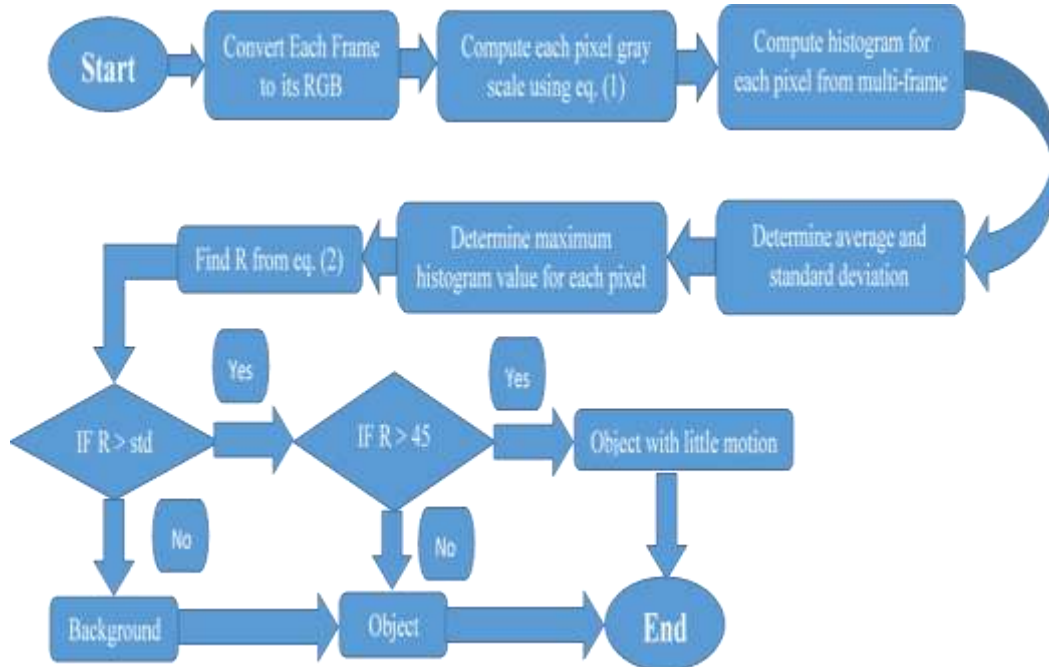 Start
Convert Each Frame
to its RGB
Compute each pixel gray
scale using eq. (1)
Compute histogram for
each pixel from multi-frame
Determine average and
standard deviation
Determine maximum
histogram value for each pixel
Find R from eq. (2)
IF R > std
Yes
IF R > 45
Yes
Object with little motion
No
No
Background
Object
End